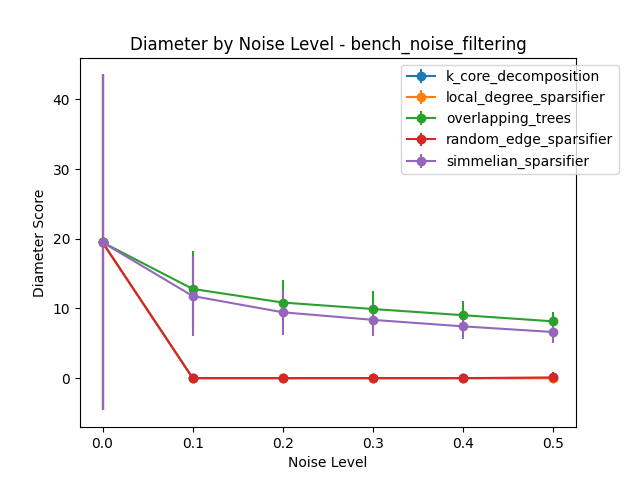 Diameter by Noise Level - bench_noise_filtering
k_core_decomposition
local_degree_sparsifier
overlapping_trees
random_edge_sparsifier
simmelian_sparsifier
Diameter Score
40
30
20
10
0
0.0 0.1 0.2 0.3 0.4 0.5
Noise Level